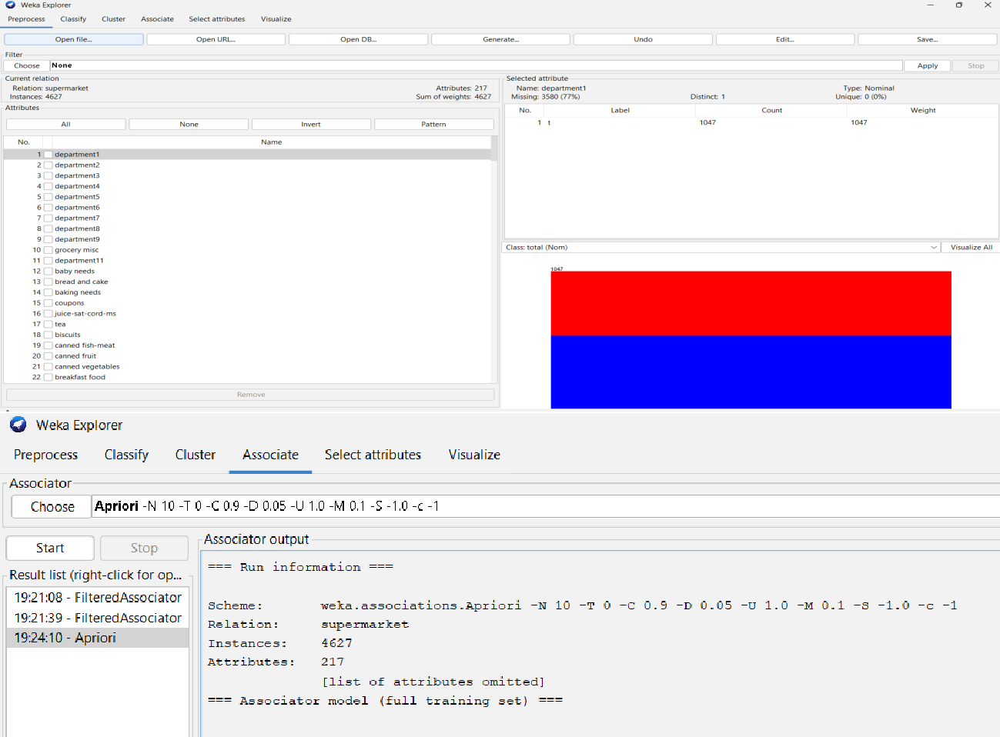 Weka Explorer
Preprocess Classify Cluster Associate Select attributes Visualize
Open file... Open URL... Open DB... Generate... Undo Edit... Save...
Filter
Choose None Apply Stop
Current relation
Relation: supermarket Attributes: 217
Instances: 4627 Sum of weights: 4627
Attributes
All None Invert Pattern
No. Name
1 department1
2 department2
3 department3
4 department4
5 department5
6 department6
7 department7
8 department8
9 department9
10 grocery misc
11 department11
12 baby needs
13 bread and cake
14 baking needs
15 coupons
16 juice-sat-cord-ms
17 tea
18 biscuits
19 canned fish-meat
20 canned fruit
21 canned vegetables
22 breakfast food
Remove
Selected attribute
Name: department1 Type: Nominal
Missing: 3580 (77%) Distinct: 1 Unique: 0 (0%)
No. Label Count Weight
1 t 1047 1047
Class: total (Nom) Visualize All
1047
Weka Explorer
Preprocess Classify Cluster Associate Select attributes Visualize
Associator
Choose Apriori -N 10 -T 0 -C 0.9 -D 0.05 -U 1.0 -M 0.1 -S -1.0 -c -1
Start Stop
Result list (right-click for op...
19:21:08 - FilteredAssociator
19:21:39 - FilteredAssociator
19:24:10 - Apriori
Associator output
=== Run information ===
Scheme: weka.associations.Apriori -N 10 -T 0 -C 0.9 -D 0.05 -U 1.0 -M 0.1 -S -1.0 -c -1
Relation: supermarket
Instances: 4627
Attributes: 217
[list of attributes omitted]
=== Associator model (full training set) ===